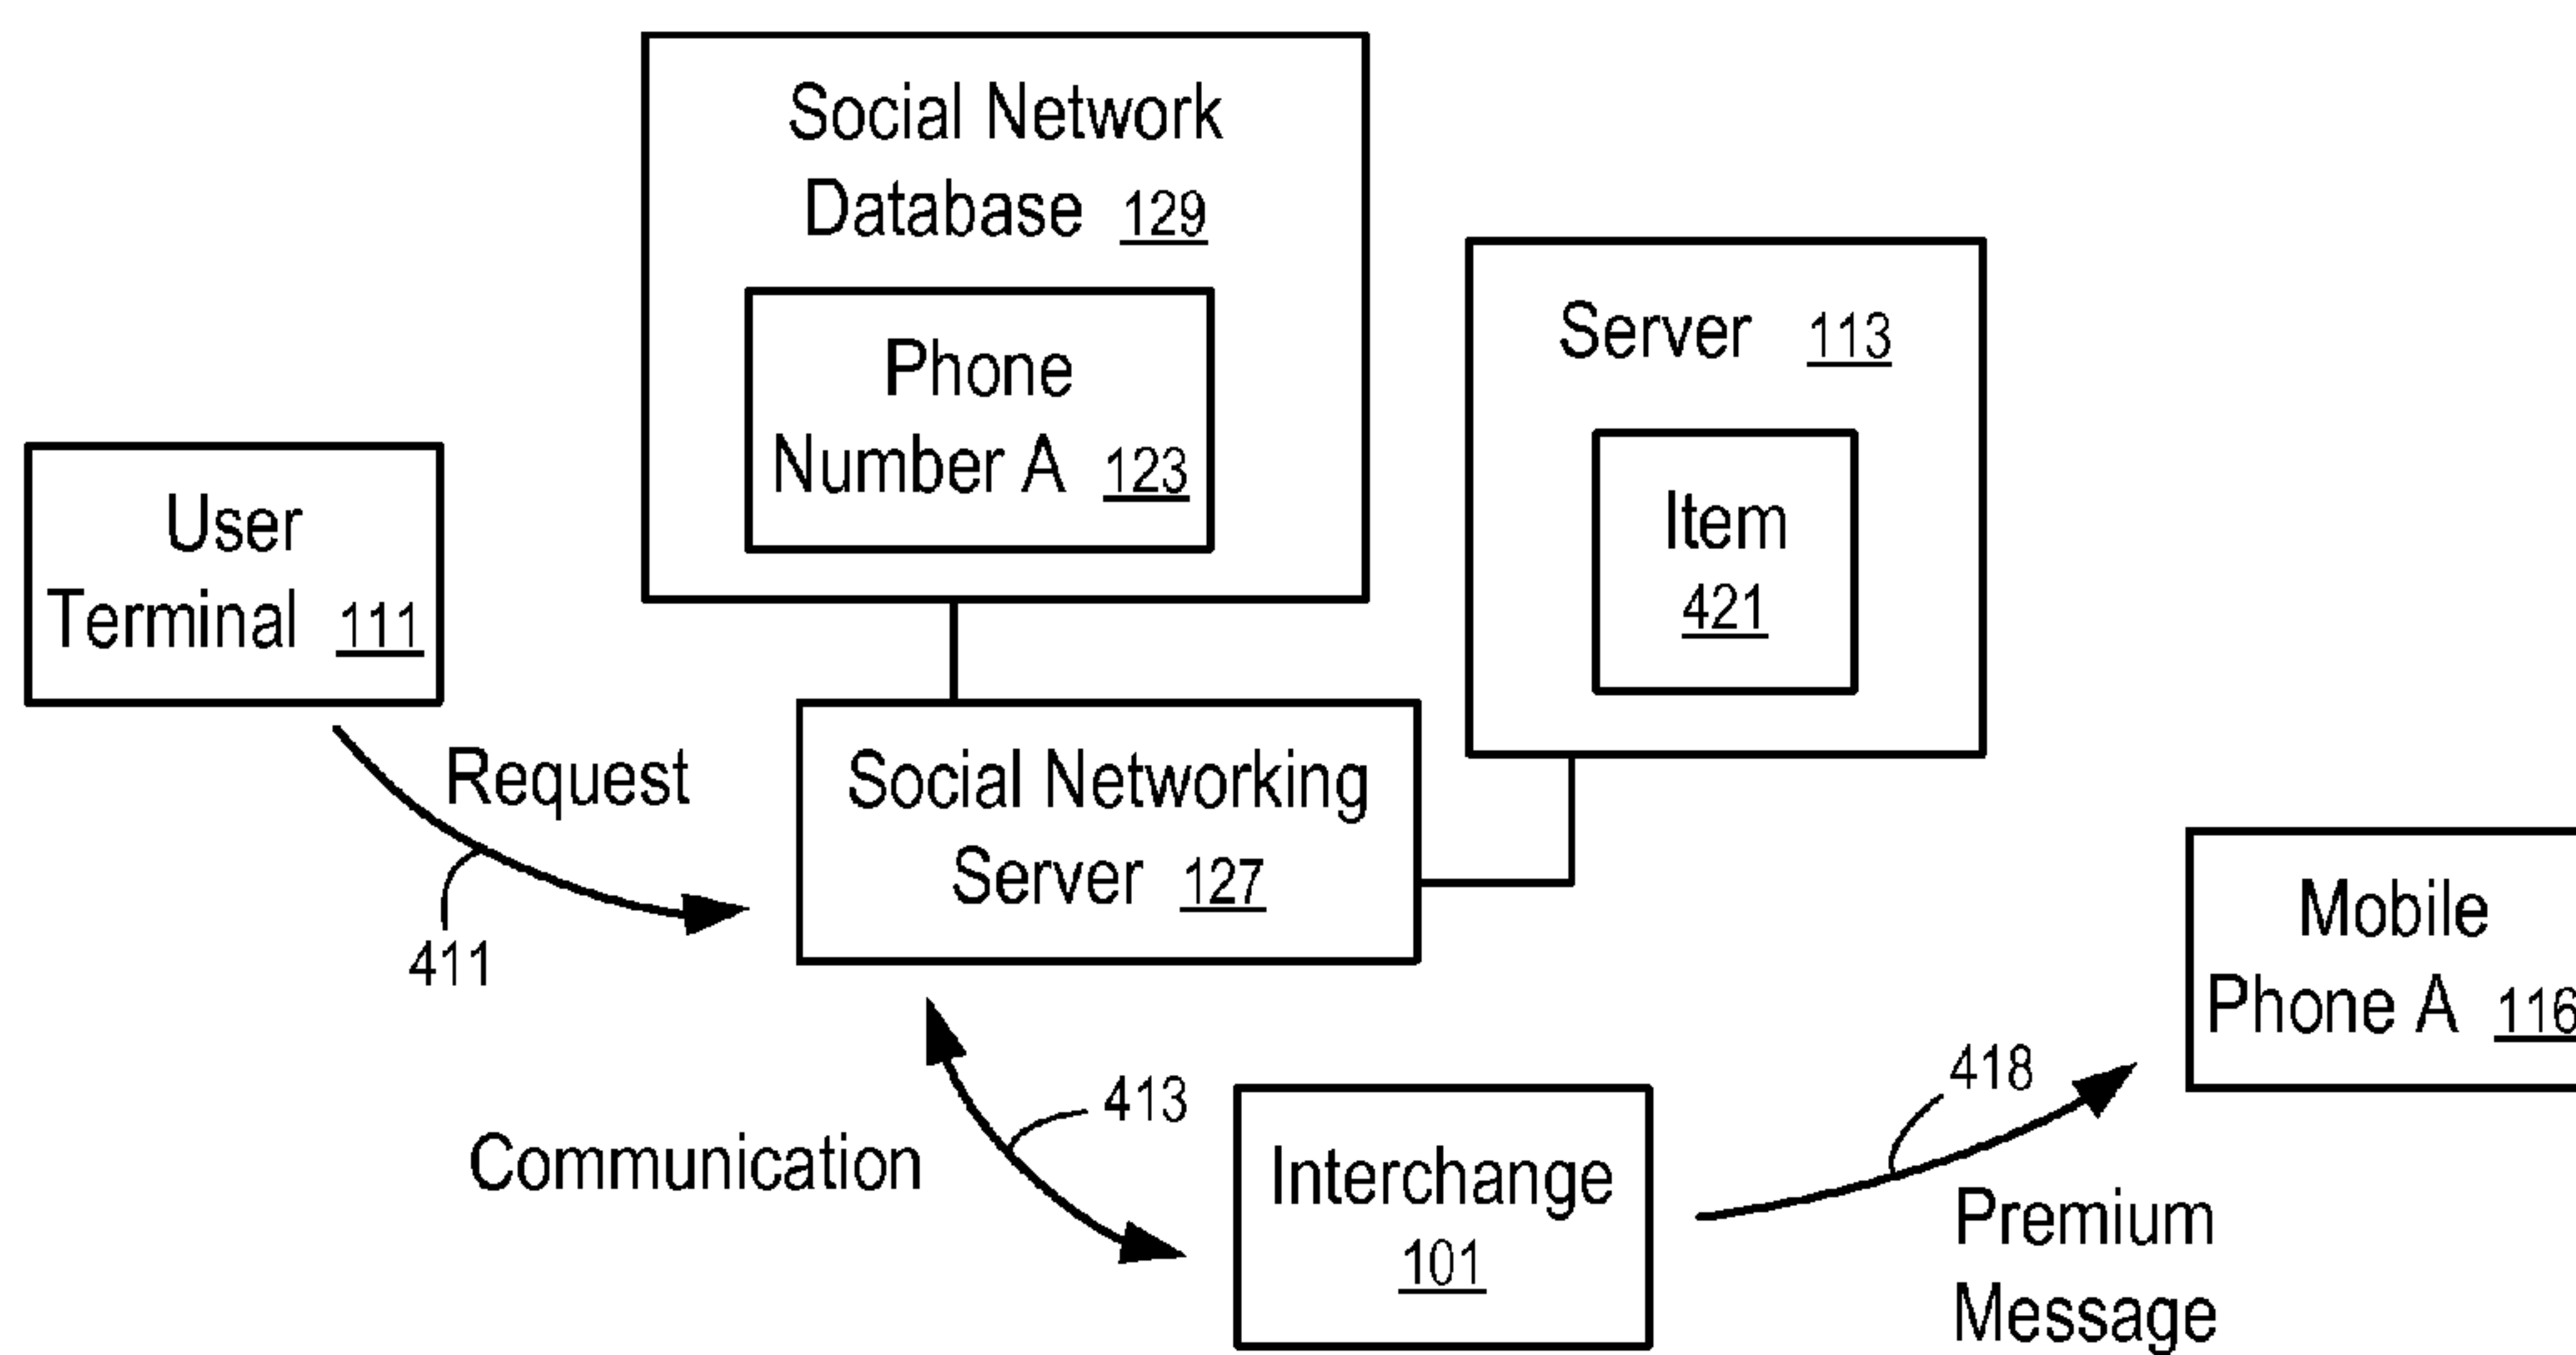 Social Network
Database 129
Phone
Number A 123
Server 113
Item
421
User
Terminal 111
Request
411
Social Networking
Server 127
Mobile
Phone A 116
Communication
413
Interchange
101
418
Premium
Message